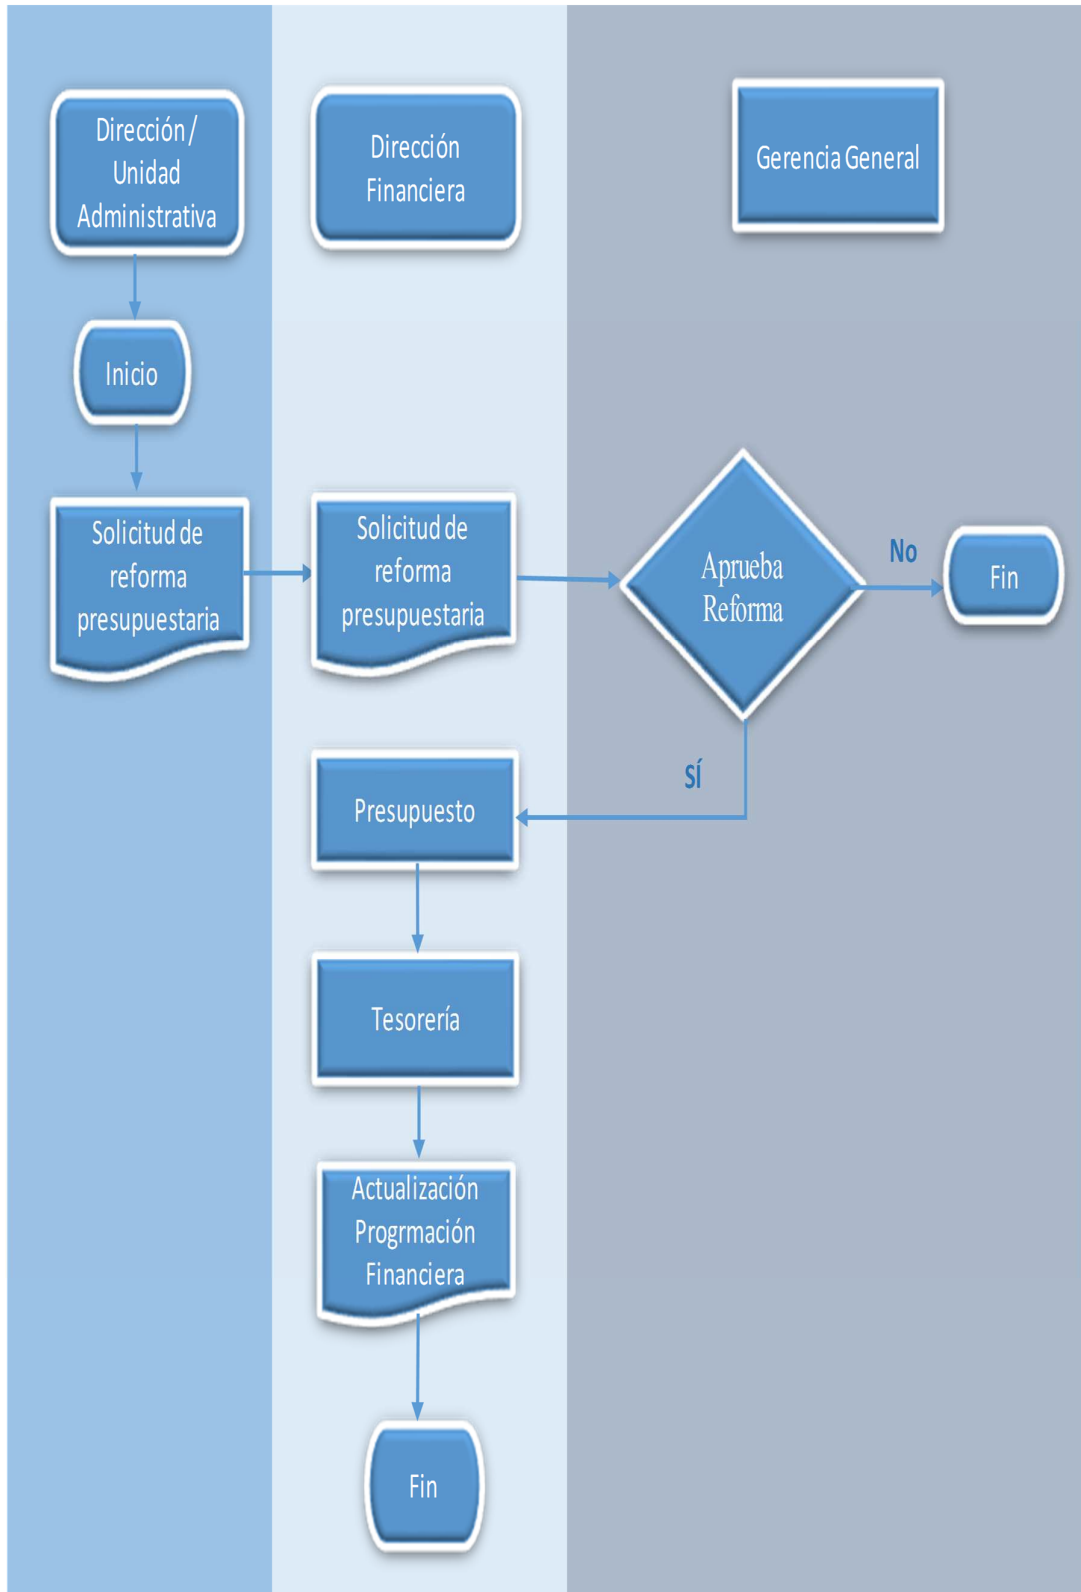 Dirección /
Unidad
Administrativa
Dirección
Financiera
Gerencia General
Inicio
Solicitud de
reforma
presupuestaria
Solicitud de
reforma
presupuestaria
Aprueba
Reforma
No
Fin
SÍ
Presupuesto
Tesorería
Actualización
Progrmación
Financiera
Fin